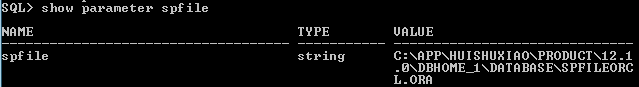 SQL> show parameter spfile
NAME                                 TYPE        VALUE
------------------------------------ ----------- ------------------------------
spfile                               string      C:\APP\HUISHUXIAO\PRODUCT\12.1
                                                 .0\DBHOME_1\DATABASE\SPFILEORC
                                                 L.ORA